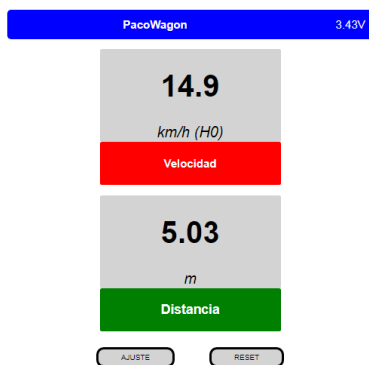 PacoWagon 3.43V
14.9
km/h (H0)
Velocidad
5.03
m
Distancia
AJUSTE RESET